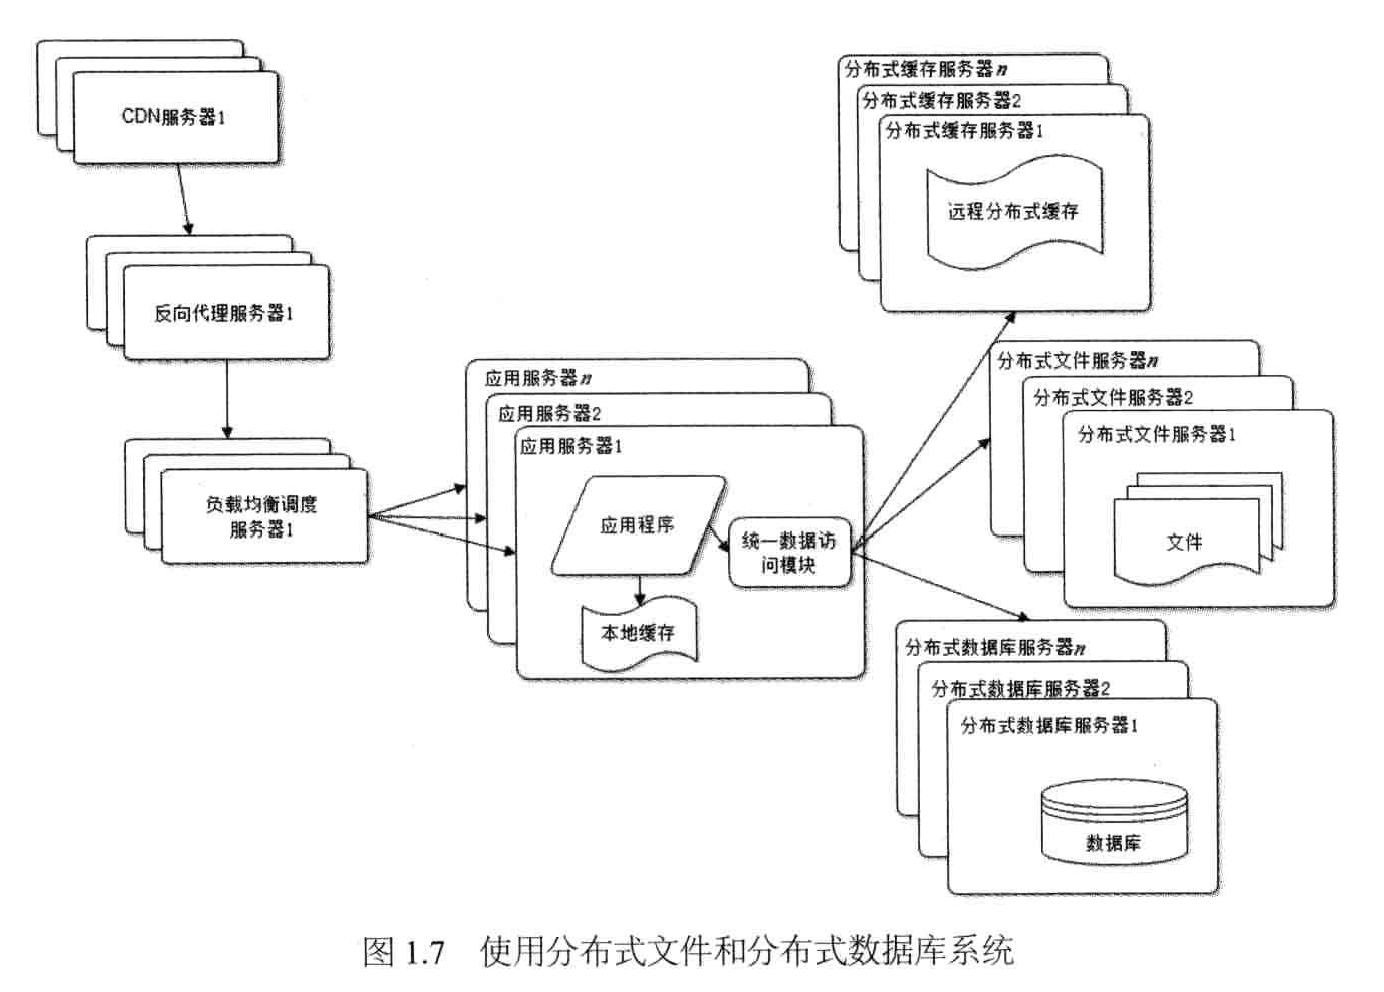 CDN服务器1
反向代理服务器1
负载均衡调度
服务器1
应用服务器n
应用服务器2
应用服务器1
应用程序
统一数据访
问模块
本地缓存
分布式缓存服务器n
分布式缓存服务器2
分布式缓存服务器1
远程分布式缓存
分布式文件服务器n
分布式文件服务器2
分布式文件服务器1
文件
分布式数据库服务器n
分布式数据库服务器2
分布式数据库服务器1
数据库
图 1.7 使用分布式文件和分布式数据库系统